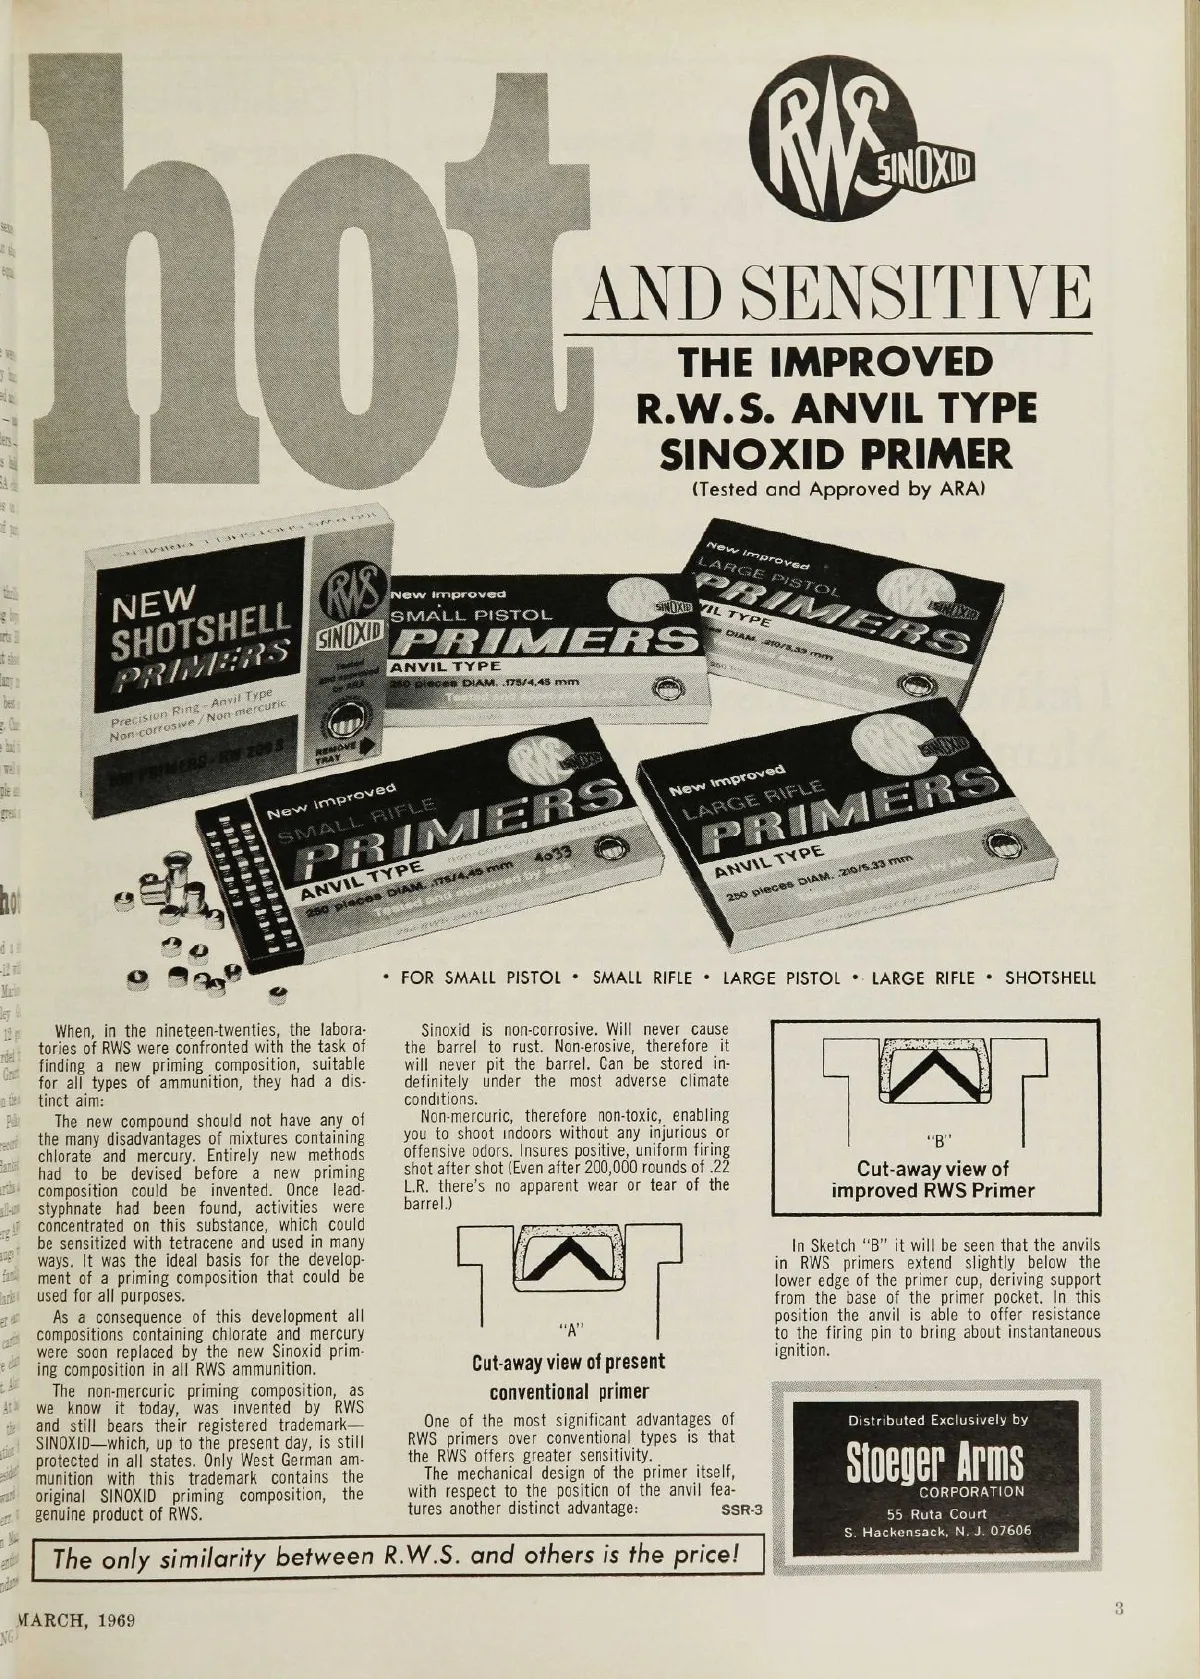 hot
RWS
SINOXID
AND SENSITIVE
THE IMPROVED
R.W.S. ANVIL TYPE
SINOXID PRIMER
(Tested and Approved by ARA)
NEW
SHOTSHELL
PRIMERS
Precision Ring - Anvil Type
Non-corrosive / Non mercuric
RWS
SINOXID
Tested
and approved
by ARA
REMOVE
TRAY
New Improved
SMALL PISTOL
PRIMERS
ANVIL TYPE
250 pieces DIAM. .175/4,45 mm
SINOXID
New Improved
LARGE PISTOL
PRIMERS
VIL TYPE
DIAM. .210/5,33 mm
New Improved
SMALL RIFLE
PRIMERS
ANVIL TYPE
250 pieces DIAM. .175/4,45 mm 4033
Tested and approved by ARA
RWS
SINOXID
New Improved
LARGE RIFLE
PRIMERS
ANVIL TYPE
250 pieces DIAM. .210/5.33 mm
• FOR SMALL PISTOL • SMALL RIFLE • LARGE PISTOL • LARGE RIFLE • SHOTSHELL
When, in the nineteen-twenties, the labora-
tories of RWS were confronted with the task of
finding a new priming composition, suitable
for all types of ammunition, they had a dis-
tinct aim:
The new compound should not have any of
the many disadvantages of mixtures containing
chlorate and mercury. Entirely new methods
had to be devised before a new priming
composition could be invented. Once lead-
styphnate had been found, activities were
concentrated on this substance, which could
be sensitized with tetracene and used in many
ways. It was the ideal basis for the develop-
ment of a priming composition that could be
used for all purposes.
As a consequence of this development all
compositions containing chlorate and mercury
were soon replaced by the new Sinoxid prim-
ing composition in all RWS ammunition.
The non-mercuric priming composition, as
we know it today, was invented by RWS
and still bears their registered trademark—
SINOXID—which, up to the present day, is still
protected in all states. Only West German am-
munition with this trademark contains the
original SINOXID priming composition, the
genuine product of RWS.
Sinoxid is non-corrosive. Will never cause
the barrel to rust. Non-erosive, therefore it
will never pit the barrel. Can be stored in-
definitely under the most adverse climate
conditions.
Non-mercuric, therefore non-toxic, enabling
you to shoot indoors without any injurious or
offensive odors. Insures positive, uniform firing
shot after shot (Even after 200,000 rounds of .22
L.R. there's no apparent wear or tear of the
barrel.)
"A"
Cut-away view of present
conventional primer
One of the most significant advantages of
RWS primers over conventional types is that
the RWS offers greater sensitivity.
The mechanical design of the primer itself,
with respect to the position of the anvil fea-
tures another distinct advantage: SSR-3
"B"
Cut-away view of
improved RWS Primer
In Sketch "B" it will be seen that the anvils
in RWS primers extend slightly below the
lower edge of the primer cup, deriving support
from the base of the primer pocket. In this
position the anvil is able to offer resistance
to the firing pin to bring about instantaneous
ignition.
Distributed Exclusively by
Stoeger Arms
CORPORATION
55 Ruta Court
S. Hackensack, N. J. 07606
The only similarity between R.W.S. and others is the price!
MARCH, 1969
3